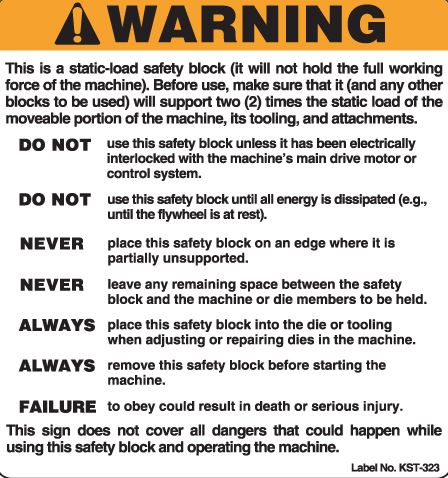 WARNING
This is a static-load safety block (it will not hold the full working
force of the machine). Before use, make sure that it (and any other
blocks to be used) will support two (2) times the static load of the
moveable portion of the machine, its tooling, and attachments.
DO NOT use this safety block unless it has been electrically
interlocked with the machine's main drive motor or
control system.
DO NOT use this safety block until all energy is dissipated (e.g.,
until the flywheel is at rest).
NEVER place this safety block on an edge where it is
partially unsupported.
NEVER leave any remaining space between the safety
block and the machine or die members to be held.
ALWAYS place this safety block into the die or tooling
when adjusting or repairing dies in the machine.
ALWAYS remove this safety block before starting the
machine.
FAILURE to obey could result in death or serious injury.
This sign does not cover all dangers that could happen while
using this safety block and operating the machine.
Label No. KST-323